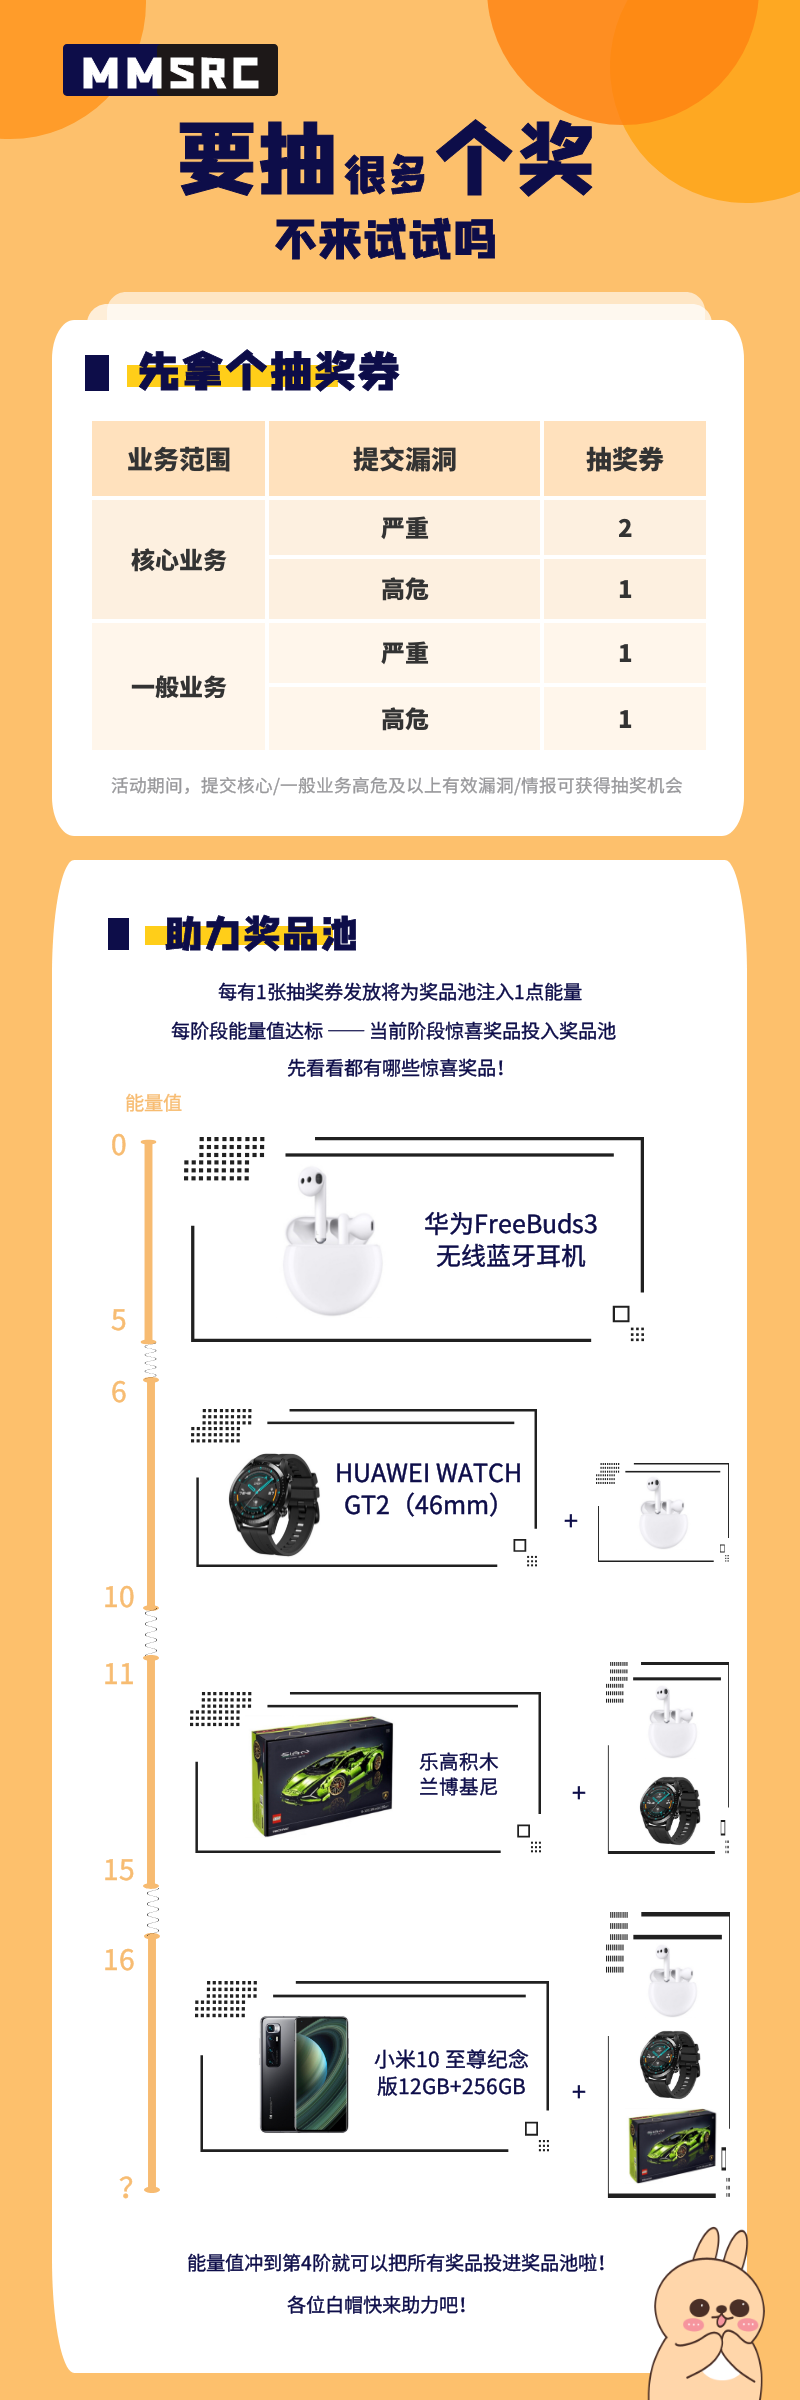 MMSRC
要抽很多个奖
不来试试吗
先拿个抽奖券
业务范围 提交漏洞 抽奖券
核心业务 严重 2
高危 1
一般业务 严重 1
高危 1
活动期间，提交核心/一般业务高危及以上有效漏洞/情报可获得抽奖机会
助力奖品池
每有1张抽奖券发放将为奖品池注入1点能量
每阶段能量值达标 —— 当前阶段惊喜奖品投入奖品池
先看看都有哪些惊喜奖品！
能量值
0
华为FreeBuds3
无线蓝牙耳机
5
6
HUAWEI WATCH
GT2（46mm）
+
10
11
乐高积木
兰博基尼
+
15
16
小米10 至尊纪念
版12GB+256GB
+
?
能量值冲到第4阶就可以把所有奖品投进奖品池啦！
各位白帽快来助力吧！